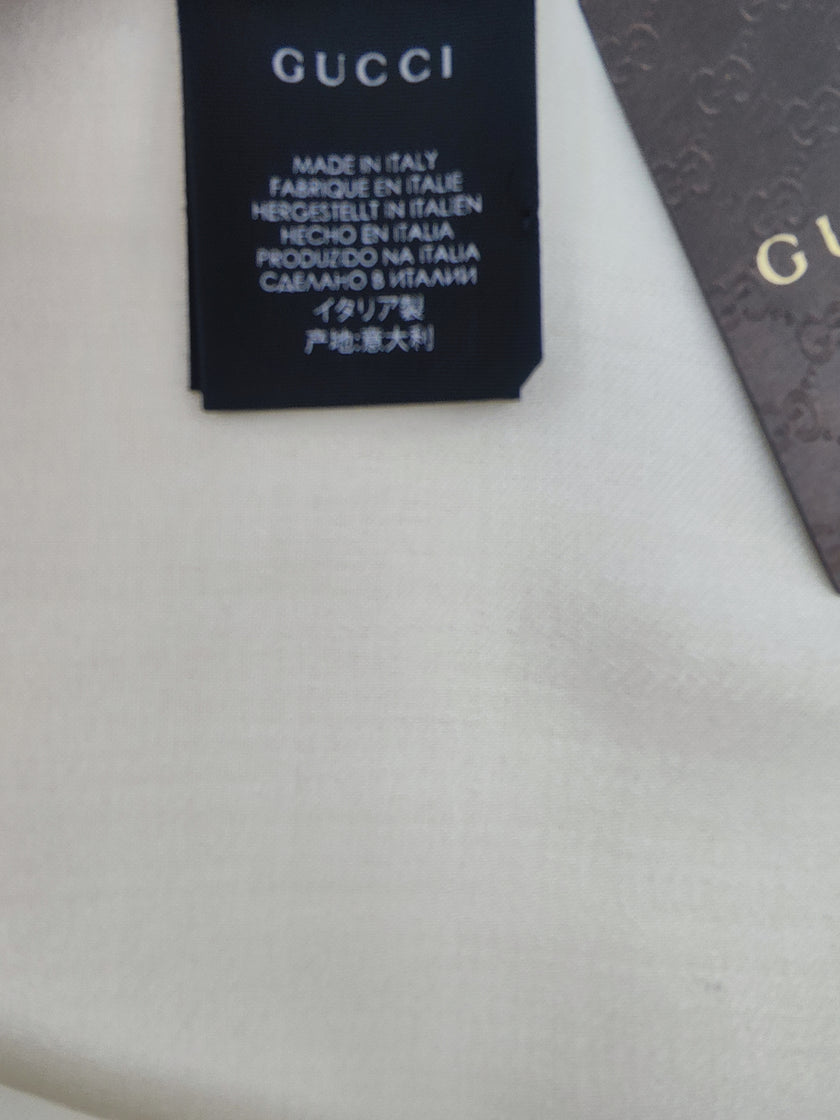 GUCCI
MADE IN ITALY
FABRIQUE EN ITALIE
HERGESTELLT IN ITALIEN
HECHO EN ITALIA
PRODUZIDO NA ITALIA
СДЕЛАНО В ИТАЛИИ
イタリア製
产地:意大利
GU